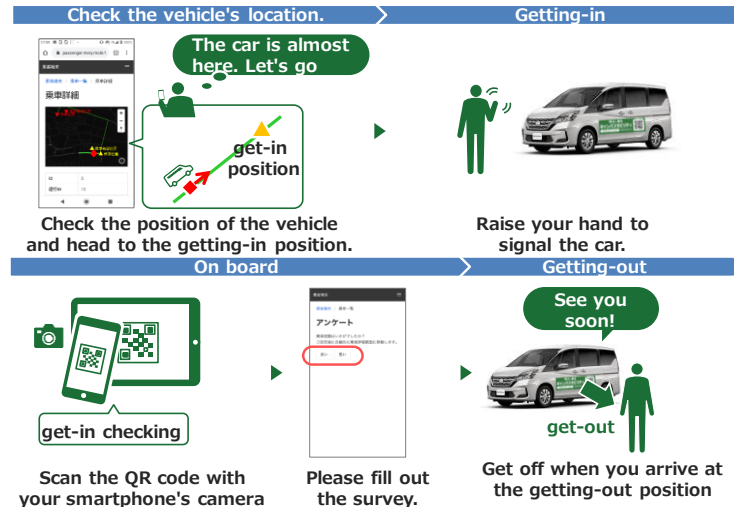 Check the vehicle's location.
Getting-in
The car is almost
here. Let's go
乗車詳細
get-in
position
Check the position of the vehicle
and head to the getting-in position.
Raise your hand to
signal the car.
On board
Getting-out
アンケート
See you
soon!
get-in checking
get-out
Scan the QR code with
your smartphone's camera
Please fill out
the survey.
Get off when you arrive at
the getting-out position